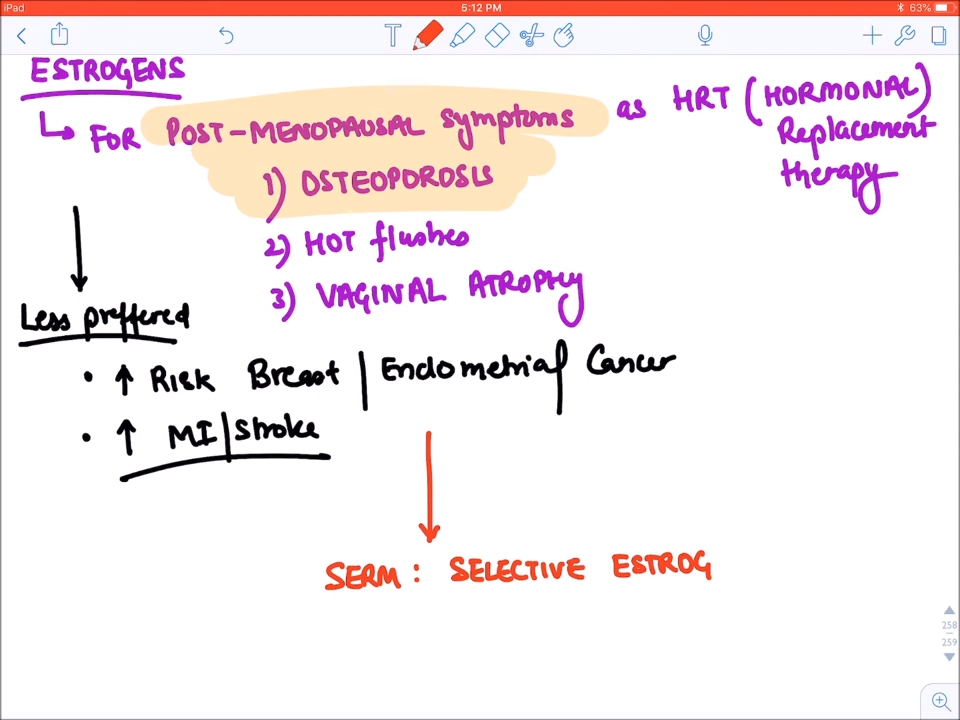 iPad 5:12 PM 63%
T
ESTROGENS
FOR POST-MENOPAUSAL symptoms as HRT (HORMONAL)
Replacement
therapy
1) OSTEOPOROSIS
2) HOT flushes
3) VAGINAL ATROPHY
Less preffered
• ↑ Risk Breast | Endometrial Cancer
• ↑ MI | Stroke
SERM : SELECTIVE ESTROG
258
259